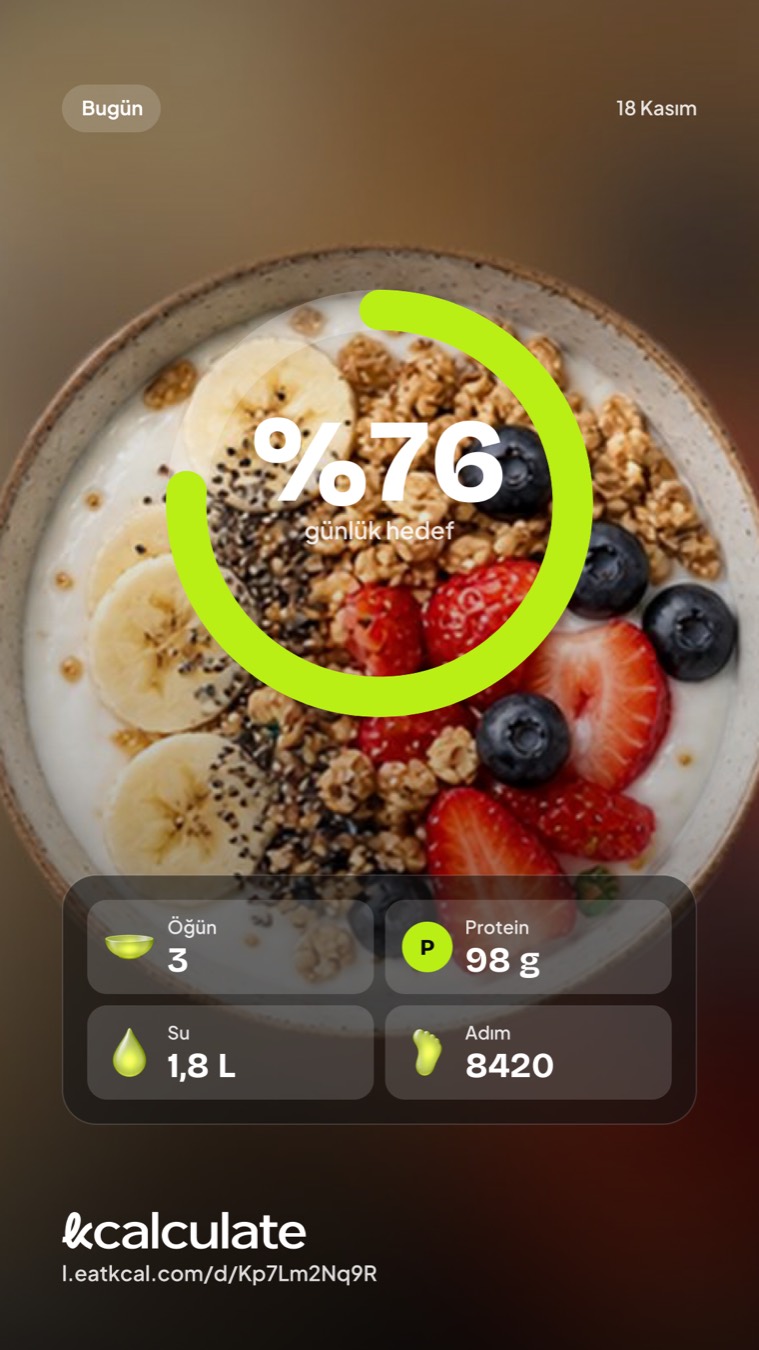 Bugün
18 Kasım
%76
günlük hedef
Öğün
3
P
Protein
98 g
Su
1,8 L
Adım
8420
kcalculate
l.eatkcal.com/d/Kp7Lm2Nq9R